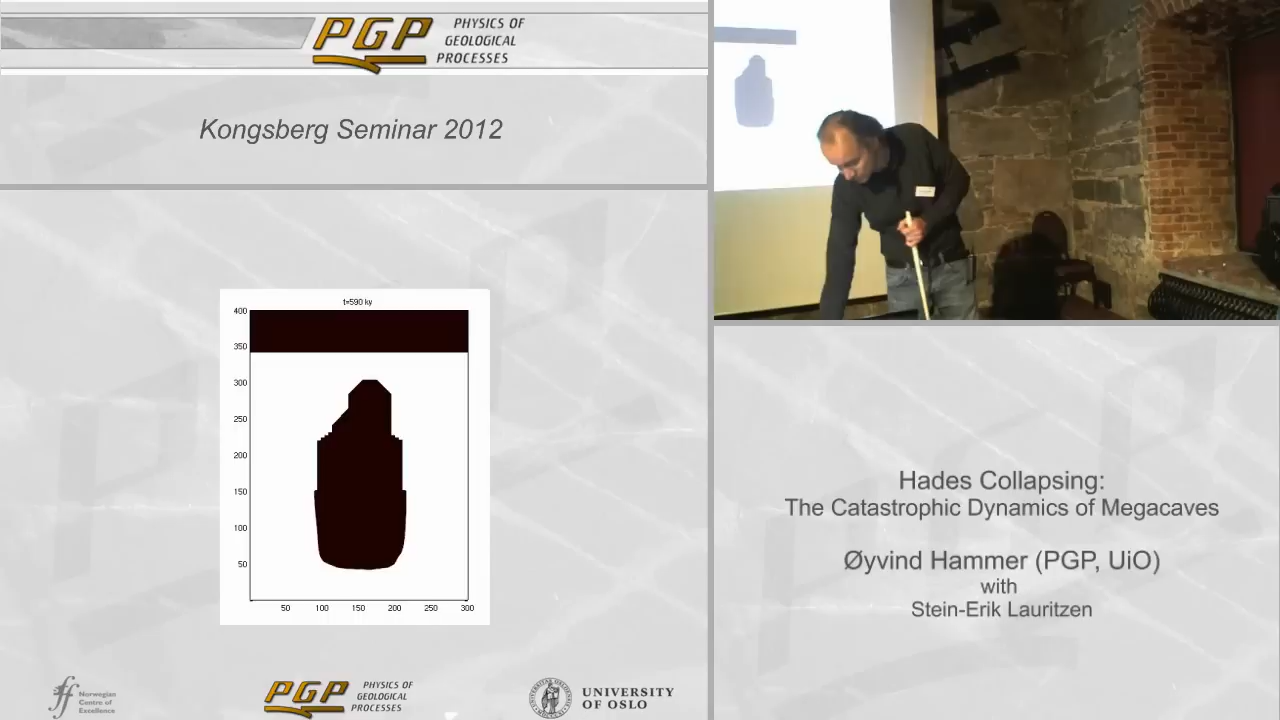 PGP PHYSICS OF
GEOLOGICAL
PROCESSES
Kongsberg Seminar 2012
t=590 ky
400
350
300
250
200
150
100
50
50 100 150 200 250 300
Hades Collapsing:
The Catastrophic Dynamics of Megacaves
Øyvind Hammer (PGP, UiO)
with
Stein-Erik Lauritzen
ff Norwegian
Centre of
Excellence
PGP PHYSICS OF
GEOLOGICAL
PROCESSES
UNIVERSITY
OF OSLO